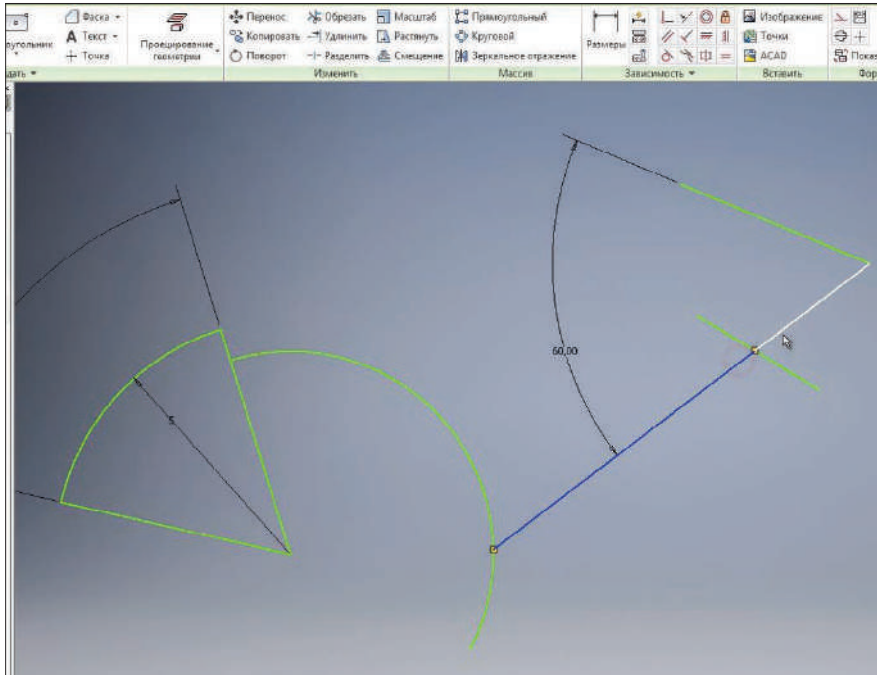 Фаска
Перенос Обрезать Масштаб Прямоугольный Изображение
оугольник А Текст Проецирование геометрии Копировать Удлинить Растянуть Круговой Размеры Точки
Точка Поворот Разделить Смещение Зеркальное отражение ACAD Показ
дать Изменить Массив Зависимость Вставить Фор
60,00
5